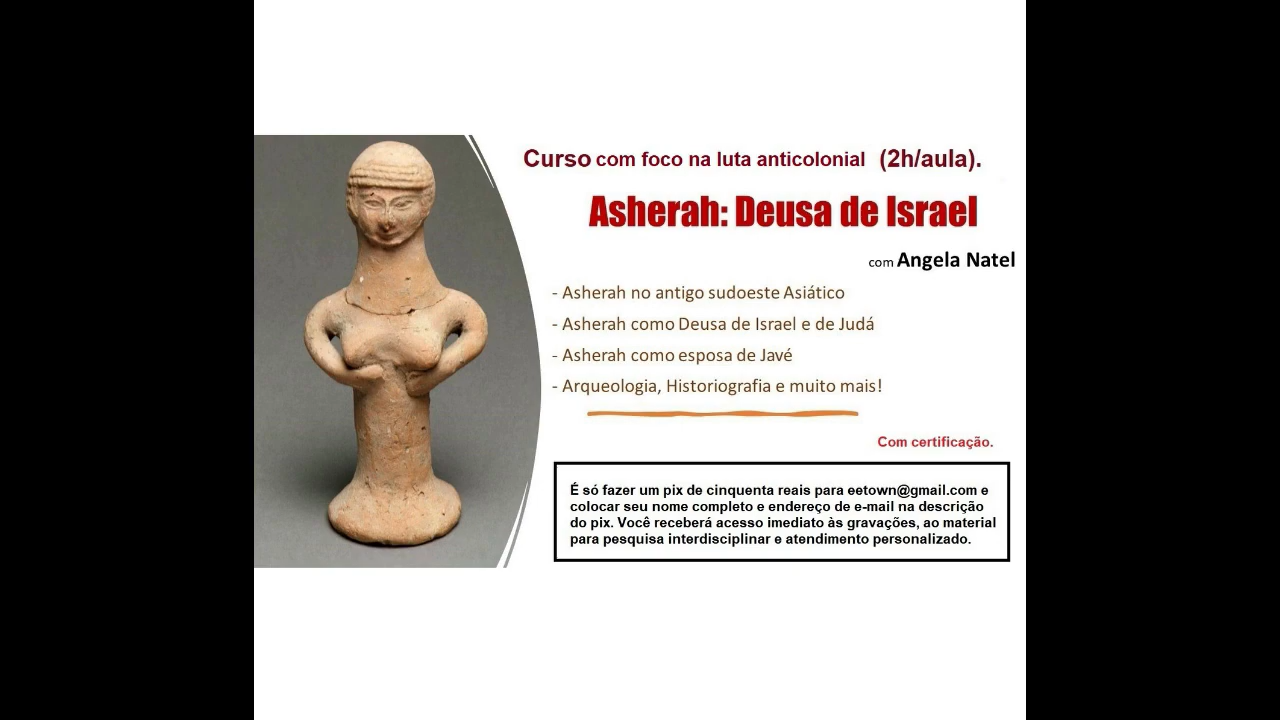 Curso com foco na luta anticolonial (2h/aula).
Asherah: Deusa de Israel
com Angela Natel
- Asherah no antigo sudoeste Asiático
- Asherah como Deusa de Israel e de Judá
- Asherah como esposa de Javé
- Arqueologia, Historiografia e muito mais!
Com certificação.
É só fazer um pix de cinquenta reais para eetown@gmail.com e
colocar seu nome completo e endereço de e-mail na descrição
do pix. Você receberá acesso imediato às gravações, ao material
para pesquisa interdisciplinar e atendimento personalizado.